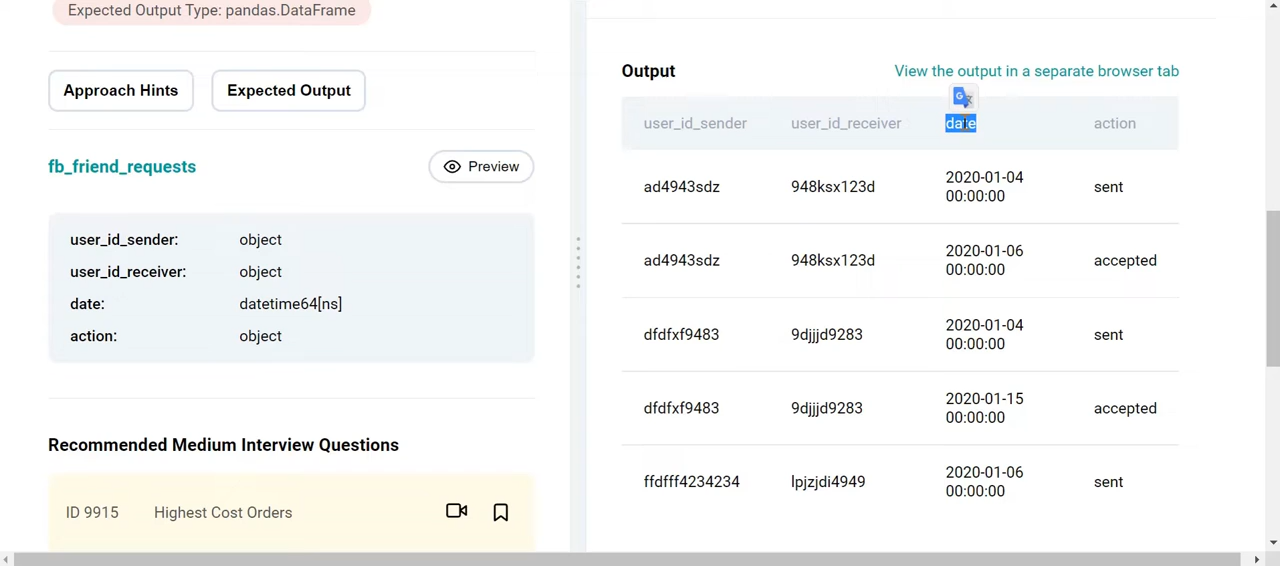 Expected Output Type: pandas.DataFrame
Approach Hints
Expected Output
fb_friend_requests
Preview
user_id_sender: object
user_id_receiver: object
date: datetime64[ns]
action: object
Recommended Medium Interview Questions
ID 9915 Highest Cost Orders
Output
View the output in a separate browser tab
user_id_sender user_id_receiver date action
ad4943sdz 948ksx123d 2020-01-04 00:00:00 sent
ad4943sdz 948ksx123d 2020-01-06 00:00:00 accepted
dfdfxf9483 9djjjd9283 2020-01-04 00:00:00 sent
dfdfxf9483 9djjjd9283 2020-01-15 00:00:00 accepted
ffdfff4234234 lpjzjdi4949 2020-01-06 00:00:00 sent